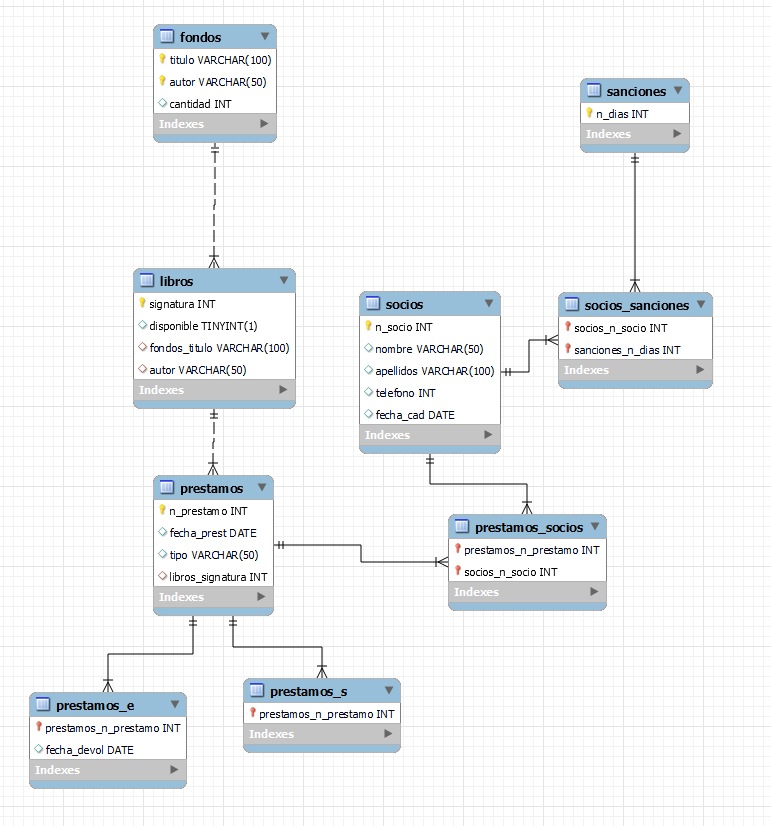 fondos
titulo VARCHAR(100)
autor VARCHAR(50)
cantidad INT
Indexes
sanciones
n_dias INT
Indexes
libros
signatura INT
disponible TINYINT(1)
fondos_titulo VARCHAR(100)
autor VARCHAR(50)
Indexes
socios
n_socio INT
nombre VARCHAR(50)
apellidos VARCHAR(100)
telefono INT
fecha_cad DATE
Indexes
socios_sanciones
socios_n_socio INT
sanciones_n_dias INT
Indexes
prestamos
n_prestamo INT
fecha_prest DATE
tipo VARCHAR(50)
libros_signatura INT
Indexes
prestamos_socios
prestamos_n_prestamo INT
socios_n_socio INT
Indexes
prestamos_e
prestamos_n_prestamo INT
fecha_devol DATE
Indexes
prestamos_s
prestamos_n_prestamo INT
Indexes